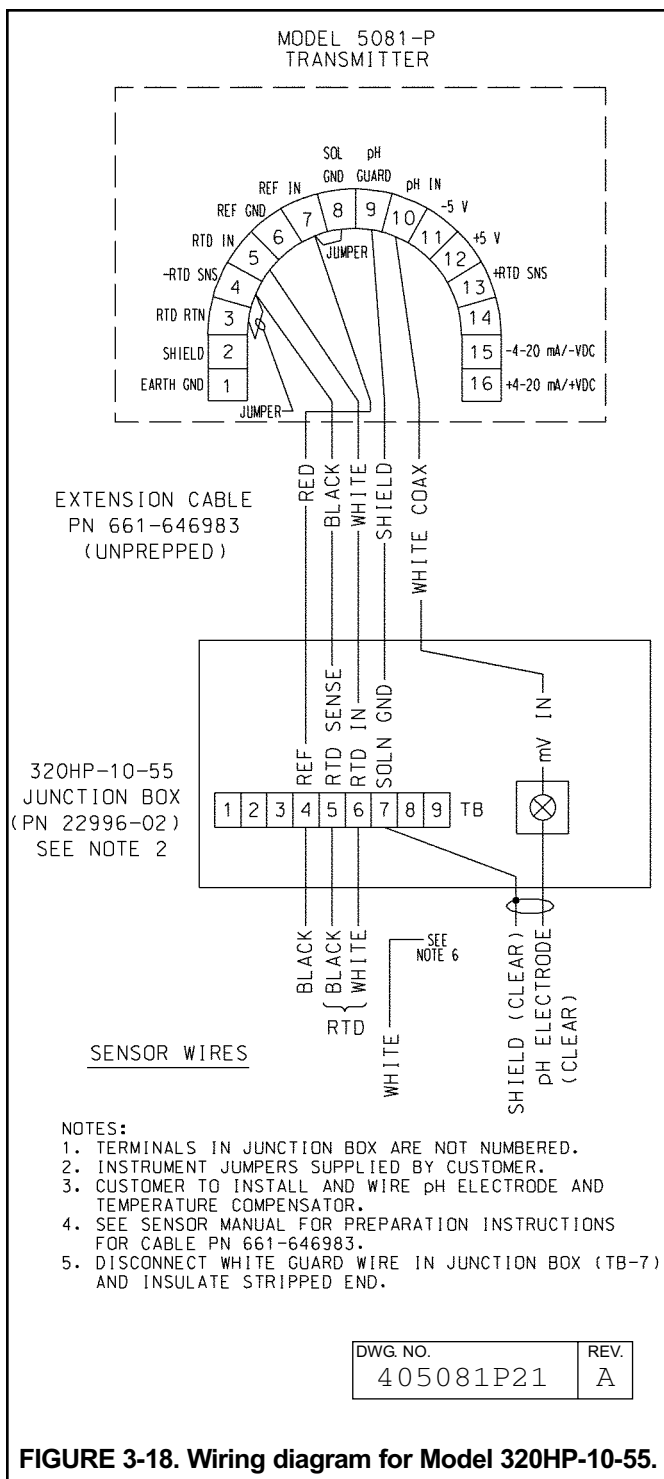 MODEL 5081-P
TRANSMITTER
SOL
GND
pH
GUARD
REF IN
pH IN
REF GND
-5 V
RTD IN
+5 V
-RTD SNS
+RTD SNS
RTD RTN
SHIELD
EARTH GND
1
2
3
4
5
6
7
8
9
10
11
12
13
14
15
16
-4-20 mA/-VDC
+4-20 mA/+VDC
JUMPER
JUMPER
EXTENSION CABLE
PN 661-646983
(UNPREPPED)
RED
BLACK
WHITE
SHIELD
WHITE COAX
REF
RTD SENSE
RTD IN
SOLN GND
mV IN
320HP-10-55
JUNCTION BOX
(PN 22996-02)
SEE NOTE 2
1 2 3 4 5 6 7 8 9 TB
BLACK
BLACK
WHITE
RTD
WHITE
SEE
NOTE 6
SHIELD (CLEAR)
pH ELECTRODE
(CLEAR)
SENSOR WIRES
NOTES:
1. TERMINALS IN JUNCTION BOX ARE NOT NUMBERED.
2. INSTRUMENT JUMPERS SUPPLIED BY CUSTOMER.
3. CUSTOMER TO INSTALL AND WIRE pH ELECTRODE AND
TEMPERATURE COMPENSATOR.
4. SEE SENSOR MANUAL FOR PREPARATION INSTRUCTIONS
FOR CABLE PN 661-646983.
5. DISCONNECT WHITE GUARD WIRE IN JUNCTION BOX (TB-7)
AND INSULATE STRIPPED END.
DWG. NO. REV.
405081P21 A
FIGURE 3-18. Wiring diagram for Model 320HP-10-55.